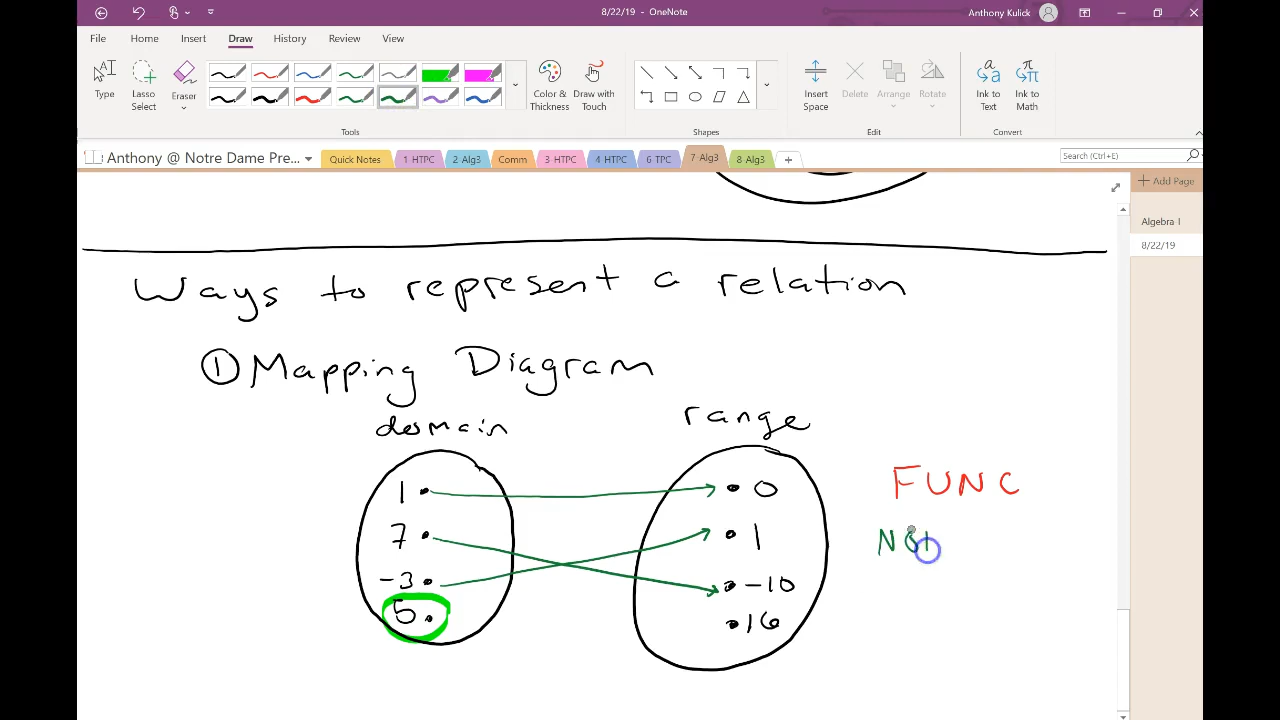 8/22/19 - OneNote
Anthony Kulick
File Home Insert Draw History Review View
Type
Lasso Select
Eraser
Color & Thickness
Draw with Touch
Insert Space
Delete
Arrange
Rotate
Ink to Text
Ink to Math
Tools Shapes Edit Convert
Anthony @ Notre Dame Pre... Quick Notes 1 HTPC 2 Alg3 Comm 3 HTPC 4 HTPC 6 TPC 7 Alg3 8 Alg3 + Search (Ctrl+E)
+ Add Page
Algebra I
8/22/19
Ways to represent a relation
① Mapping Diagram
domain range
1 0
7 1
-3 -10
5 16
FUNC